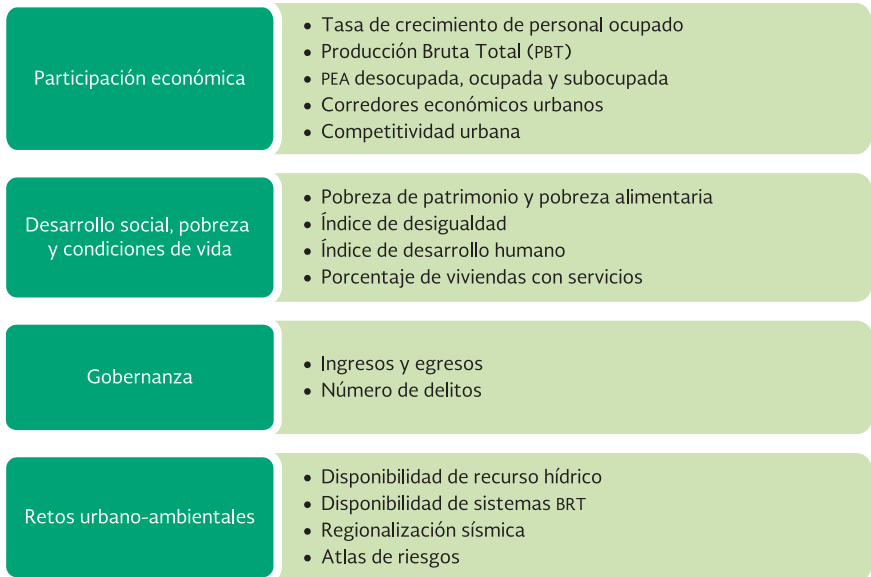 Participación económica
• Tasa de crecimiento de personal ocupado
• Producción Bruta Total (PBT)
• PEA desocupada, ocupada y subocupada
• Corredores económicos urbanos
• Competitividad urbana
Desarrollo social, pobreza
y condiciones de vida
• Pobreza de patrimonio y pobreza alimentaria
• Índice de desigualdad
• Índice de desarrollo humano
• Porcentaje de viviendas con servicios
Gobernanza
• Ingresos y egresos
• Número de delitos
Retos urbano-ambientales
• Disponibilidad de recurso hídrico
• Disponibilidad de sistemas BRT
• Regionalización sísmica
• Atlas de riesgos